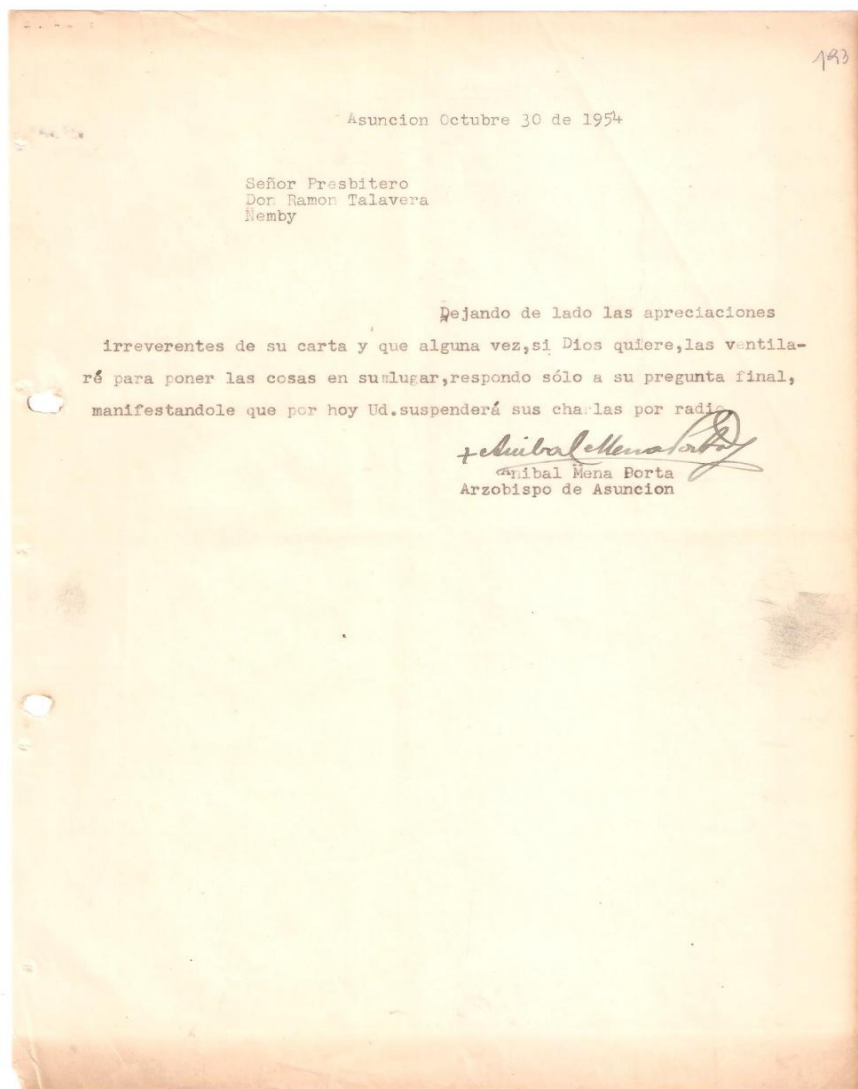 193
Asuncion Octubre 30 de 1954
Señor Presbitero
Don Ramon Talavera
Ñemby
Dejando de lado las apreciaciones
irreverentes de su carta y que alguna vez,si Dios quiere,las ventila-
ré para poner las cosas en sumlugar,respondo sólo a su pregunta final,
manifestandole que por hoy Ud.suspenderá sus charlas por radio
+Anibal Mena Porta
Anibal Mena Porta
Arzobispo de Asuncion